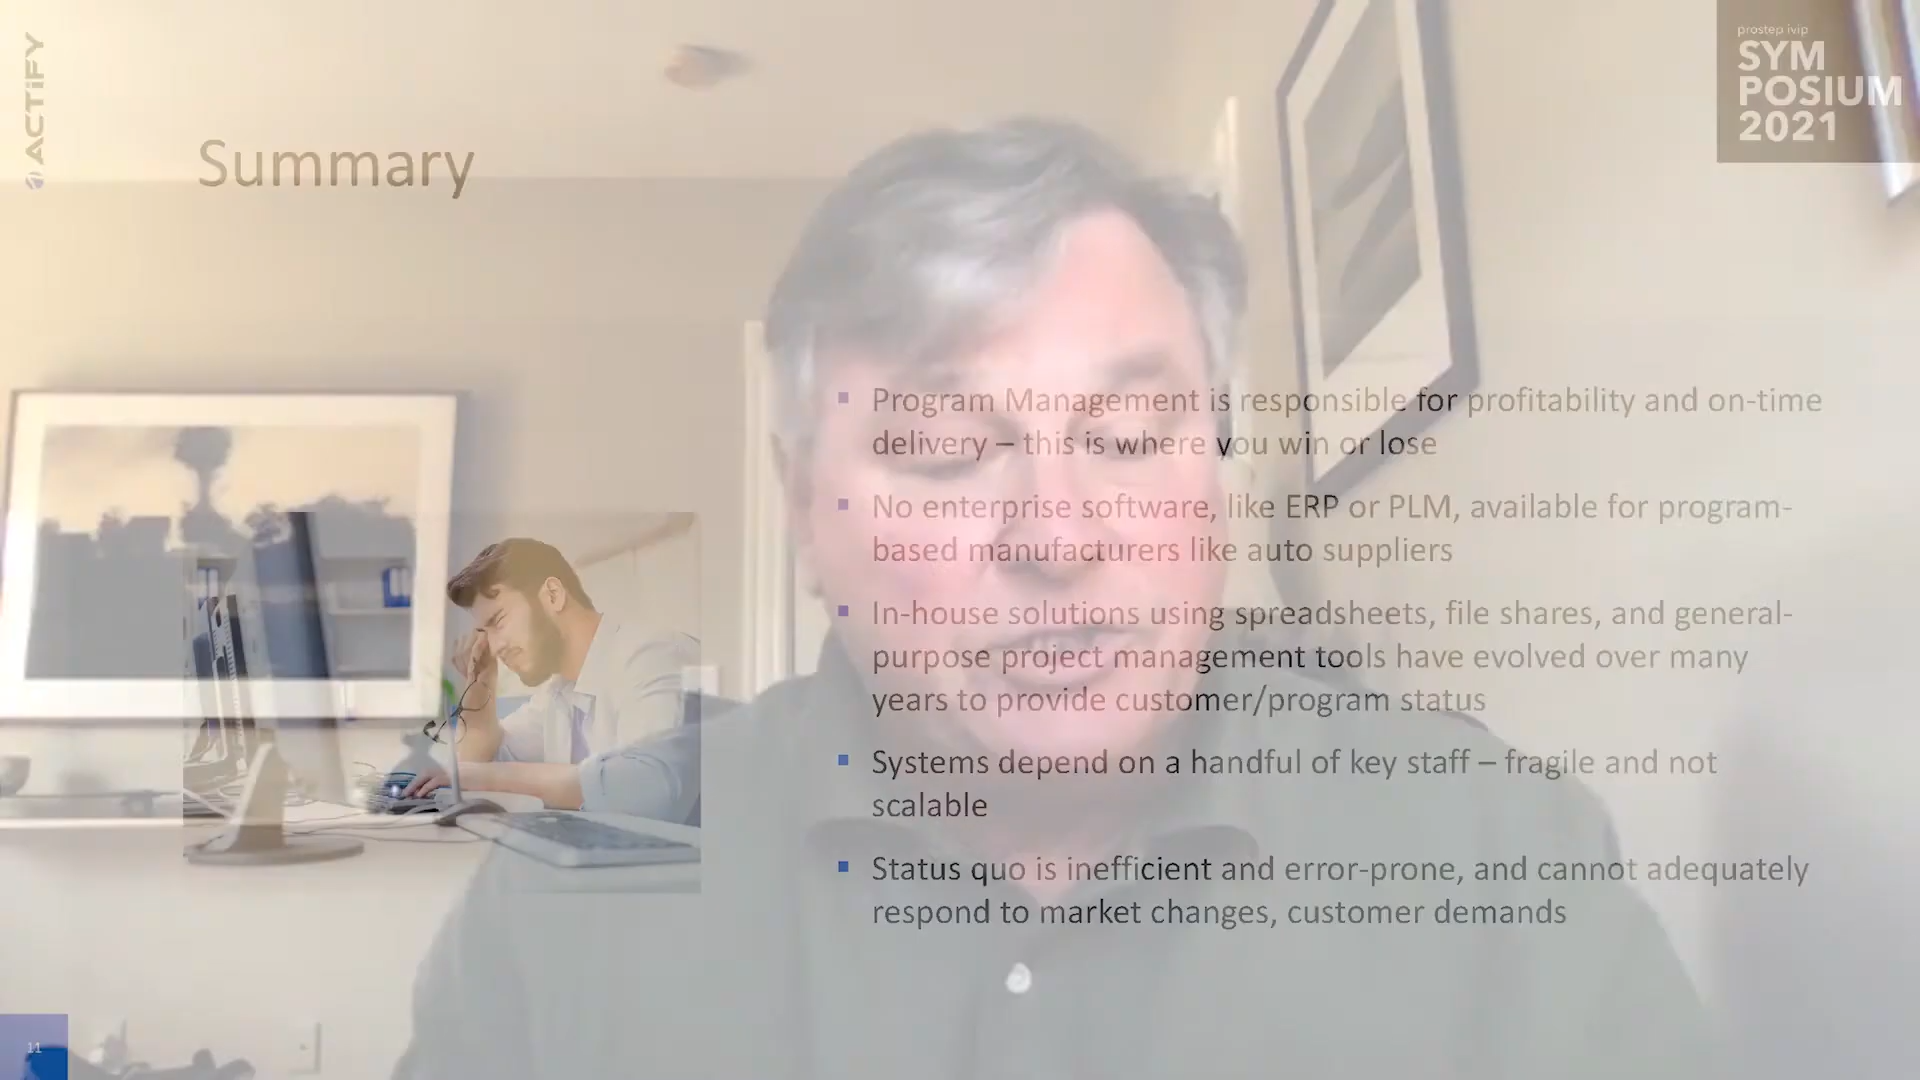 ACTiFY
prostep ivip
SYM
POSIUM
2021
Summary
▪ Program Management is responsible for profitability and on-time
delivery – this is where you win or lose
▪ No enterprise software, like ERP or PLM, available for program-
based manufacturers like auto suppliers
▪ In-house solutions using spreadsheets, file shares, and general-
purpose project management tools have evolved over many
years to provide customer/program status
▪ Systems depend on a handful of key staff – fragile and not
scalable
▪ Status quo is inefficient and error-prone, and cannot adequately
respond to market changes, customer demands
11